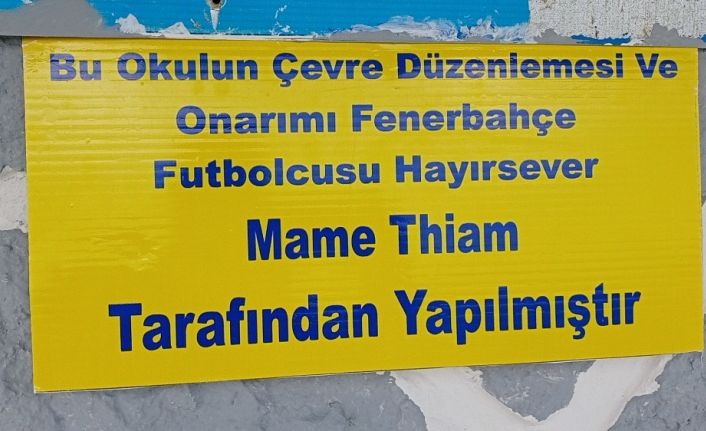 Bu Okulun Çevre Düzenlemesi Ve
Onarımı Fenerbahçe
Futbolcusu Hayırsever
Mame Thiam
Tarafından Yapılmıştır